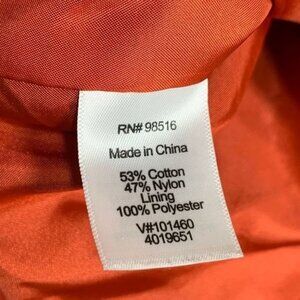 RN# 98516
Made in China
53% Cotton
47% Nylon
Lining
100% Polyester
V#101460
4019651